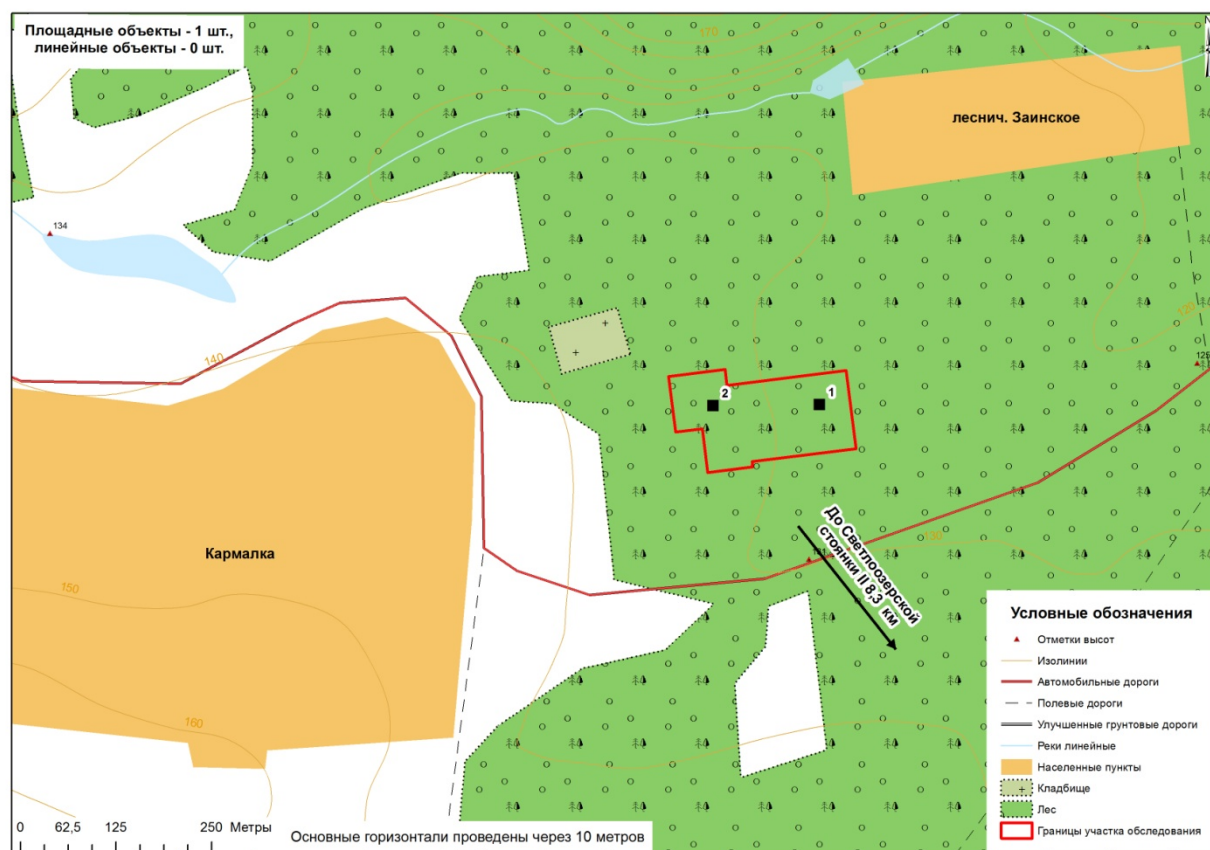 Площадные объекты - 1 шт.,
линейные объекты - 0 шт.
170
леснич. Заинское
134
140
120
125
2
1
Кармалка
До Светлоозерской
стоянки II 8,3 км
130
150
160
Условные обозначения
Отметки высот
Изолинии
Автомобильные дороги
Полевые дороги
Улучшенные грунтовые дороги
Реки линейные
Населенные пункты
Кладбище
Лес
Границы участка обследования
0 62,5 125 250 Метры
Основные горизонтали проведены через 10 метров